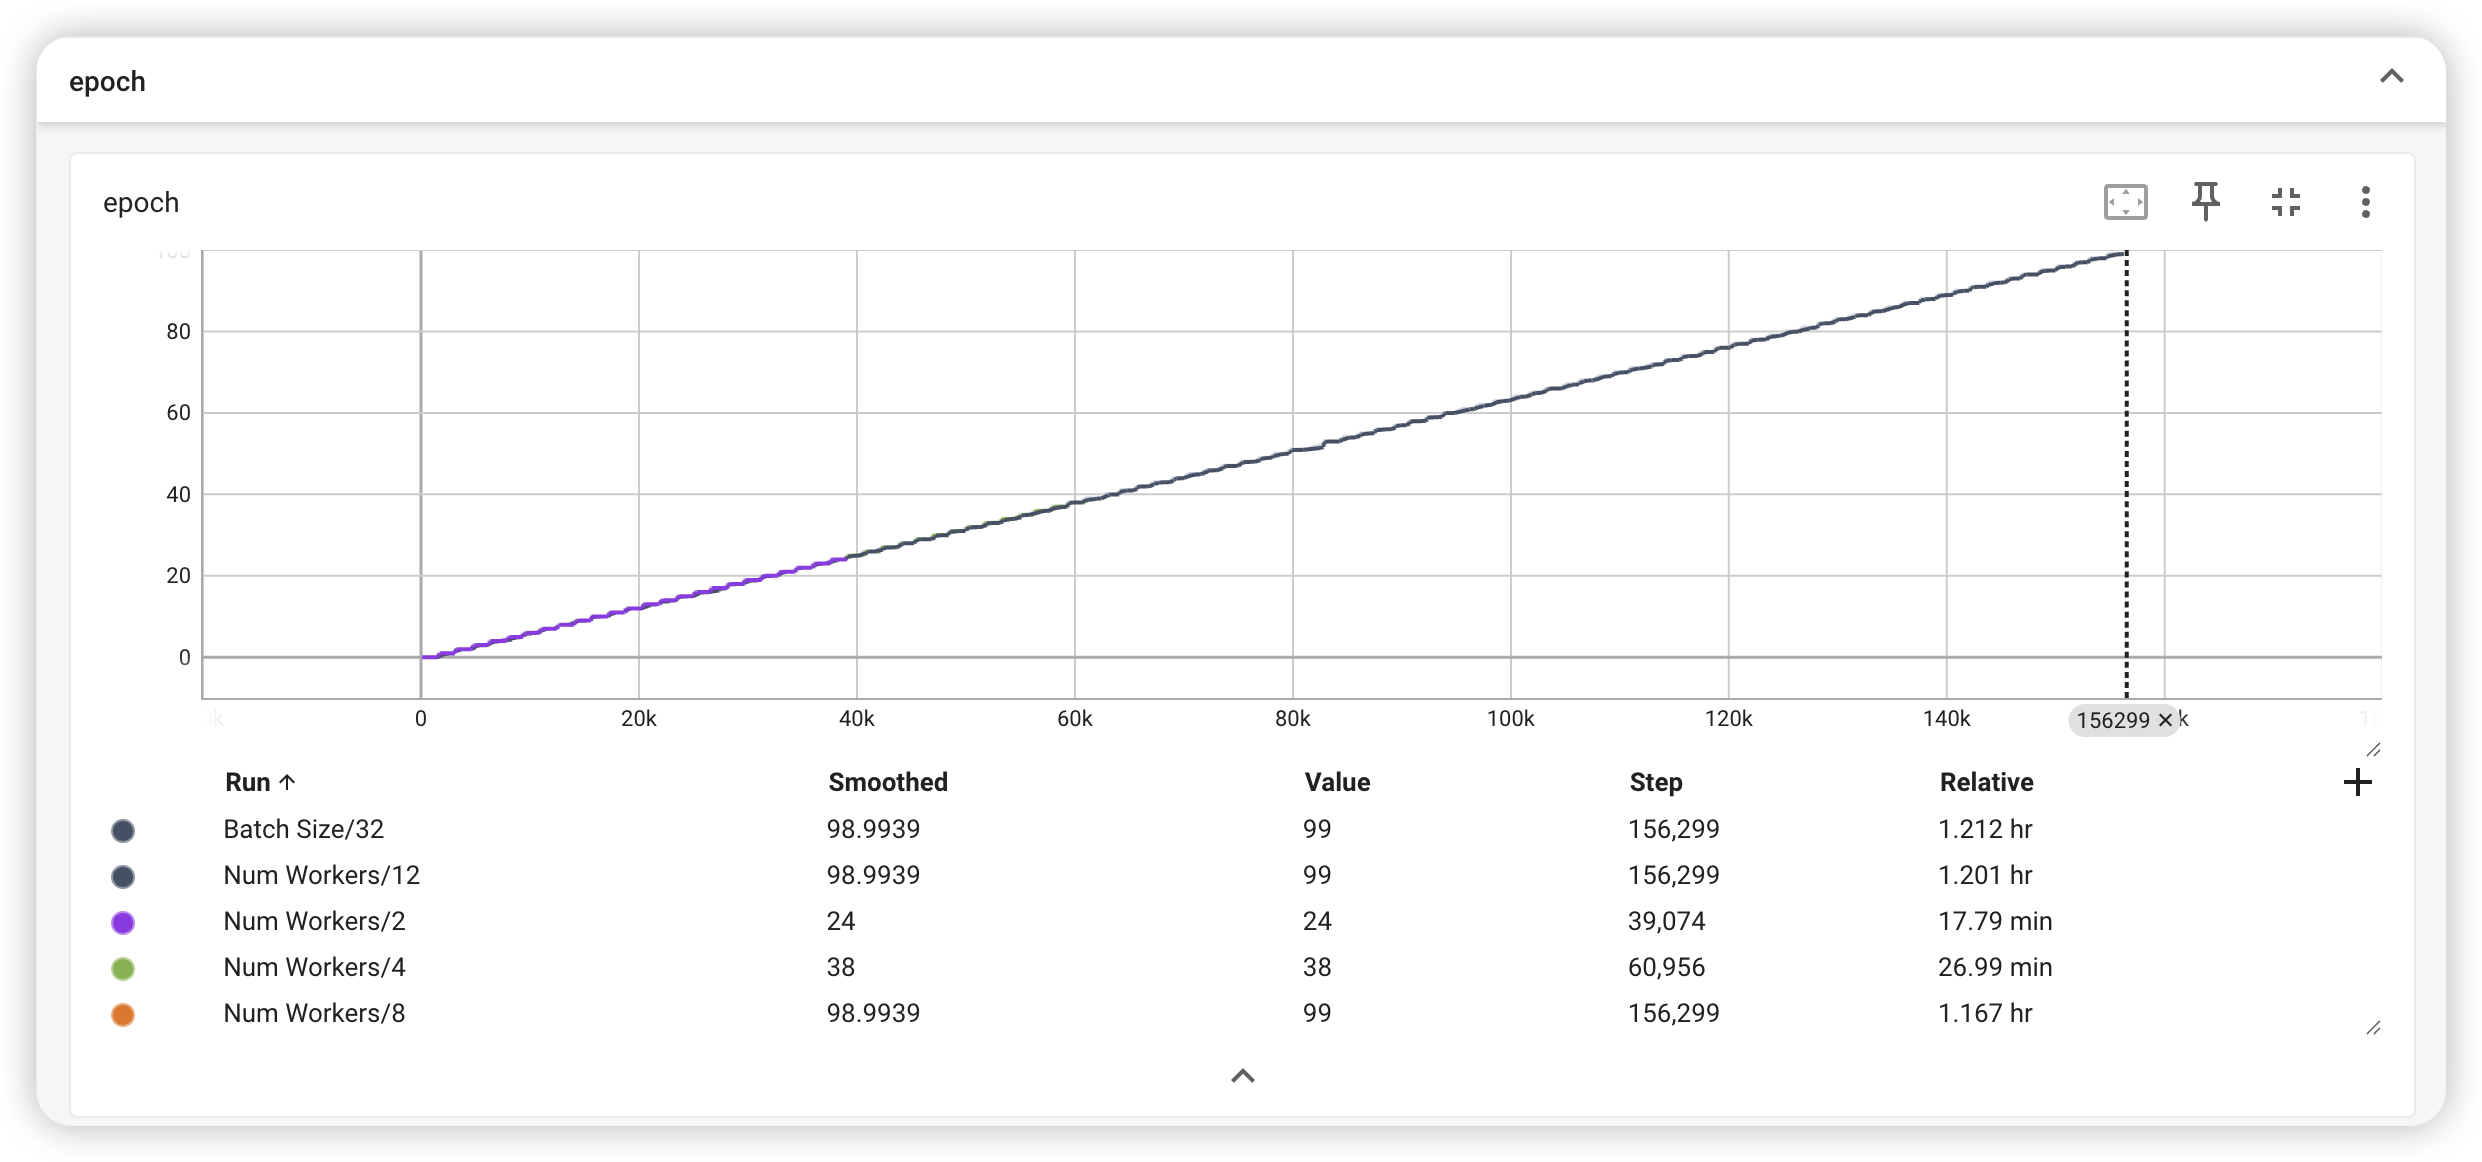 epoch
epoch
80
60
40
20
0
0 20k 40k 60k 80k 100k 120k 140k 156299 × k
Run ↑ Smoothed Value Step Relative +
Batch Size/32 98.9939 99 156,299 1.212 hr
Num Workers/12 98.9939 99 156,299 1.201 hr
Num Workers/2 24 24 39,074 17.79 min
Num Workers/4 38 38 60,956 26.99 min
Num Workers/8 98.9939 99 156,299 1.167 hr